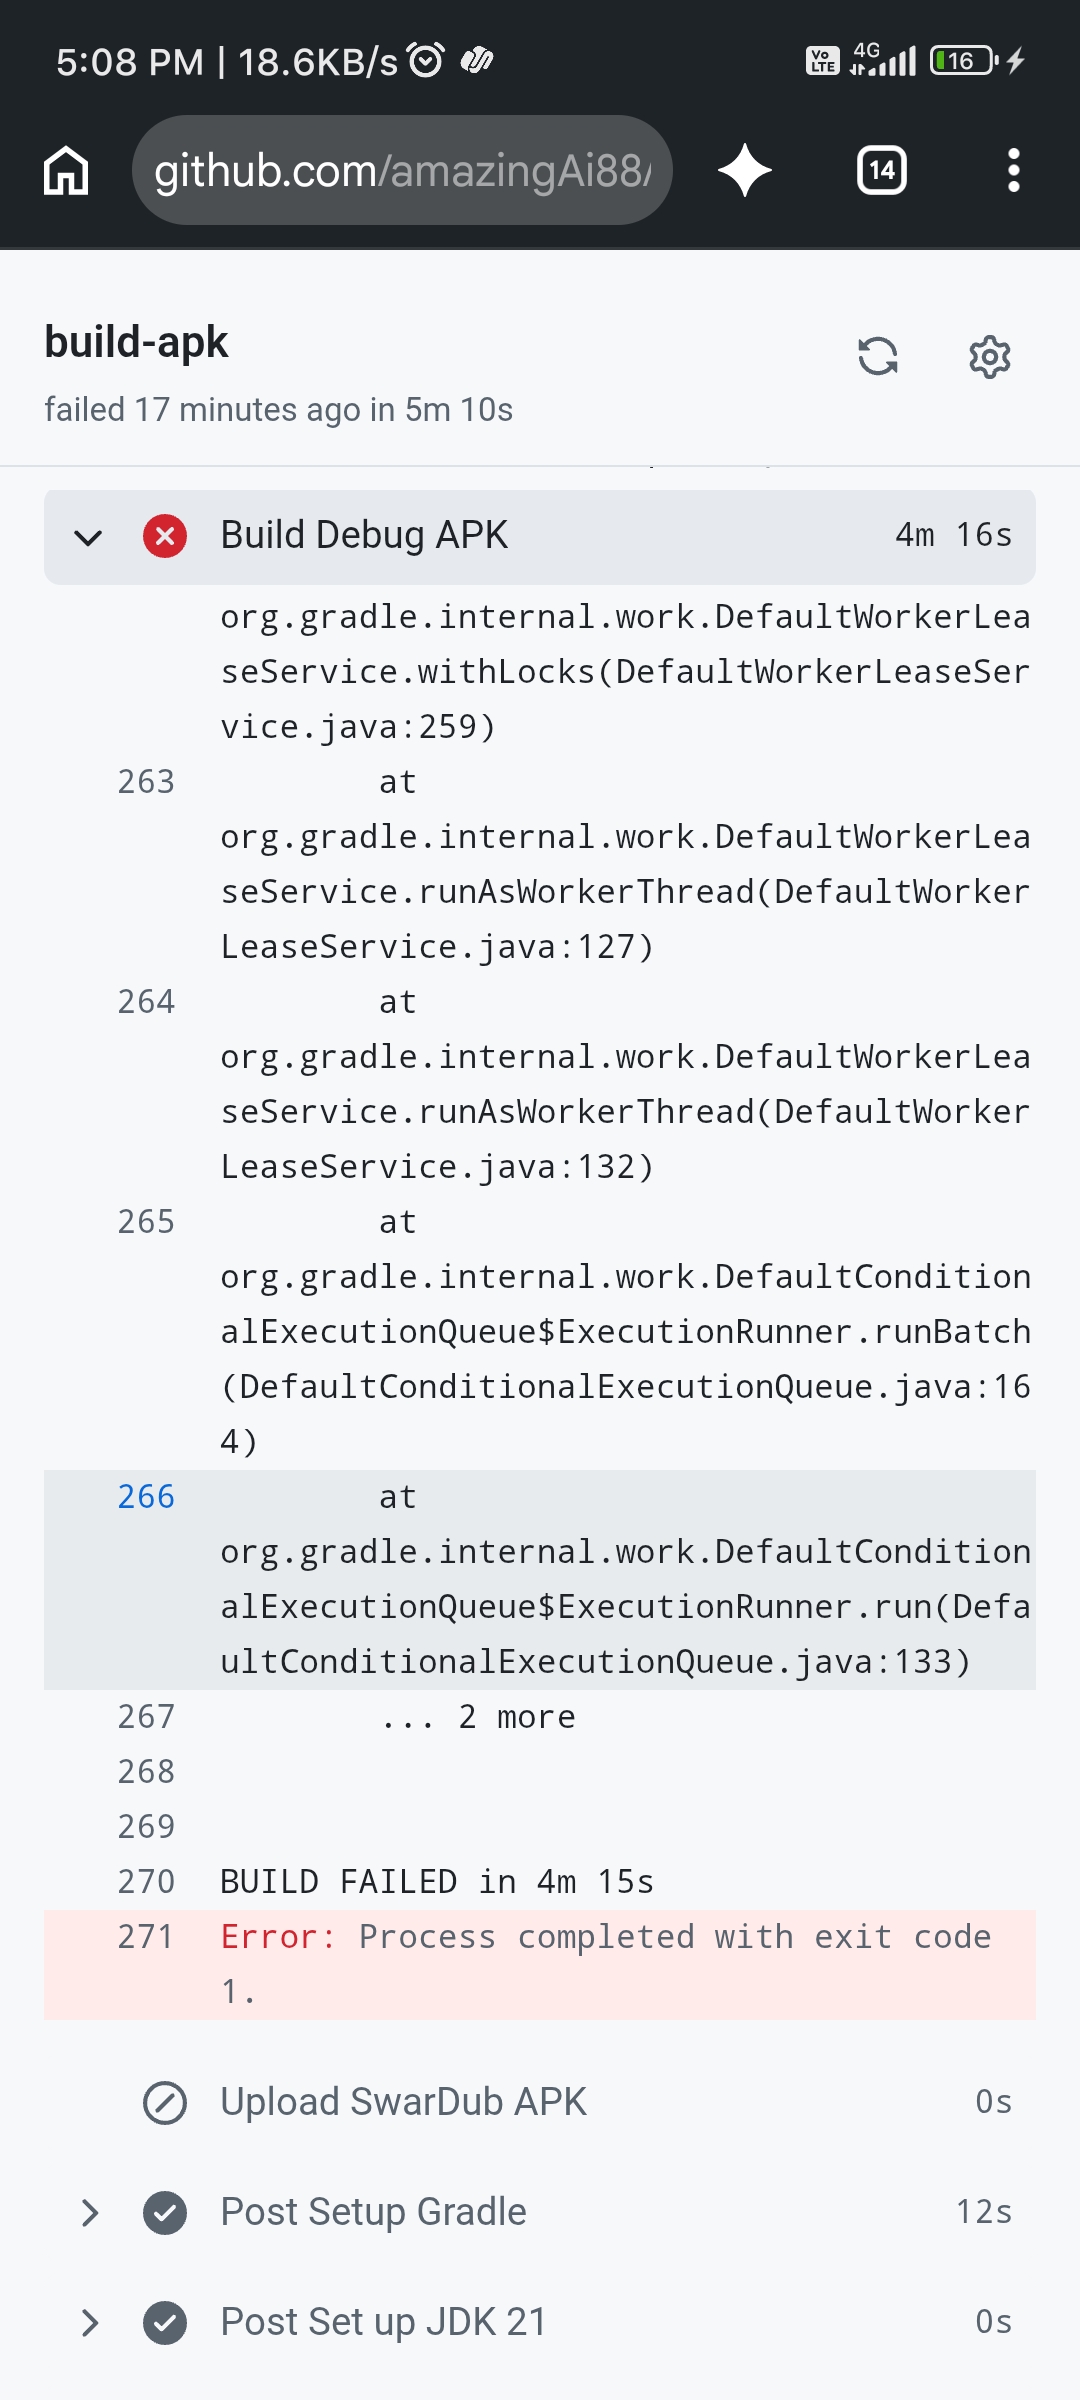 5:08 PM | 18.6KB/s Vo LTE 4G 16
github.com/amazingAi88/ 14
build-apk
failed 17 minutes ago in 5m 10s
Build Debug APK 4m 16s
org.gradle.internal.work.DefaultWorkerLea
seService.withLocks(DefaultWorkerLeaseSer
vice.java:259)
263 at
org.gradle.internal.work.DefaultWorkerLea
seService.runAsWorkerThread(DefaultWorker
LeaseService.java:127)
264 at
org.gradle.internal.work.DefaultWorkerLea
seService.runAsWorkerThread(DefaultWorker
LeaseService.java:132)
265 at
org.gradle.internal.work.DefaultCondition
alExecutionQueue$ExecutionRunner.runBatch
(DefaultConditionalExecutionQueue.java:16
4)
266 at
org.gradle.internal.work.DefaultCondition
alExecutionQueue$ExecutionRunner.run(Defa
ultConditionalExecutionQueue.java:133)
267 ... 2 more
268
269
270 BUILD FAILED in 4m 15s
271 Error: Process completed with exit code
1.
Upload SwarDub APK 0s
Post Setup Gradle 12s
Post Set up JDK 21 0s